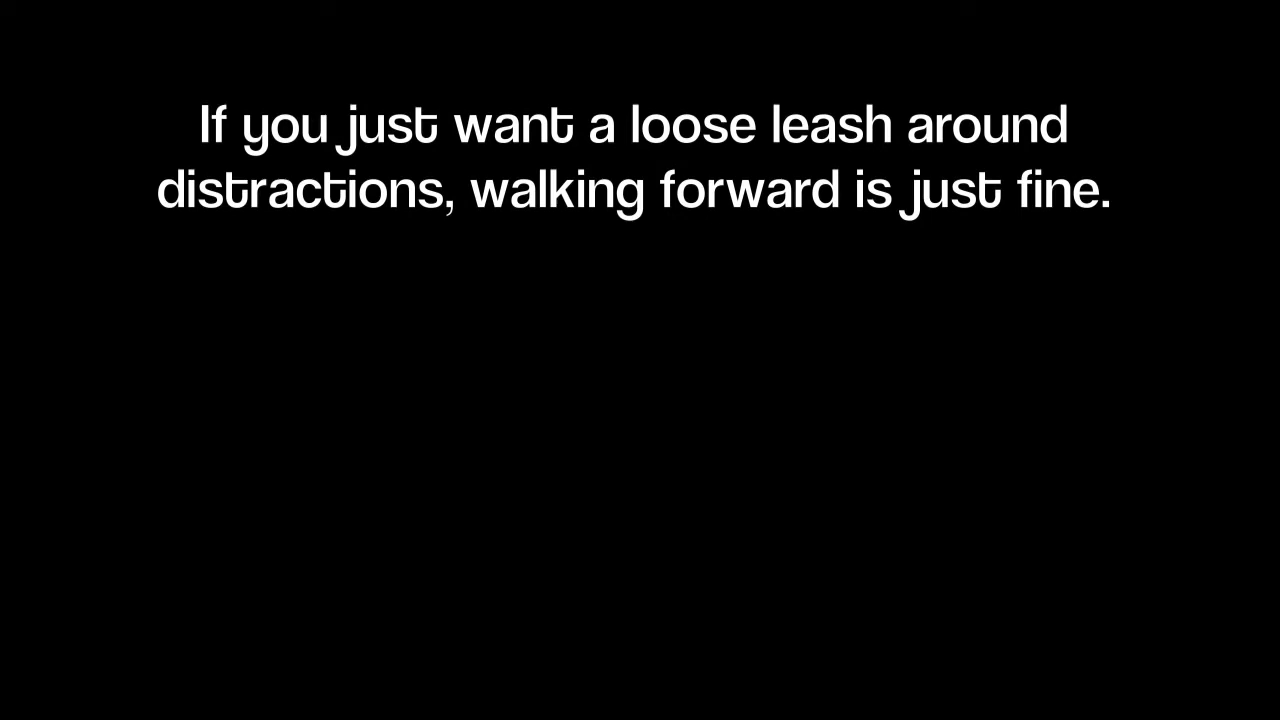 If you just want a loose leash around
distractions, walking forward is just fine.